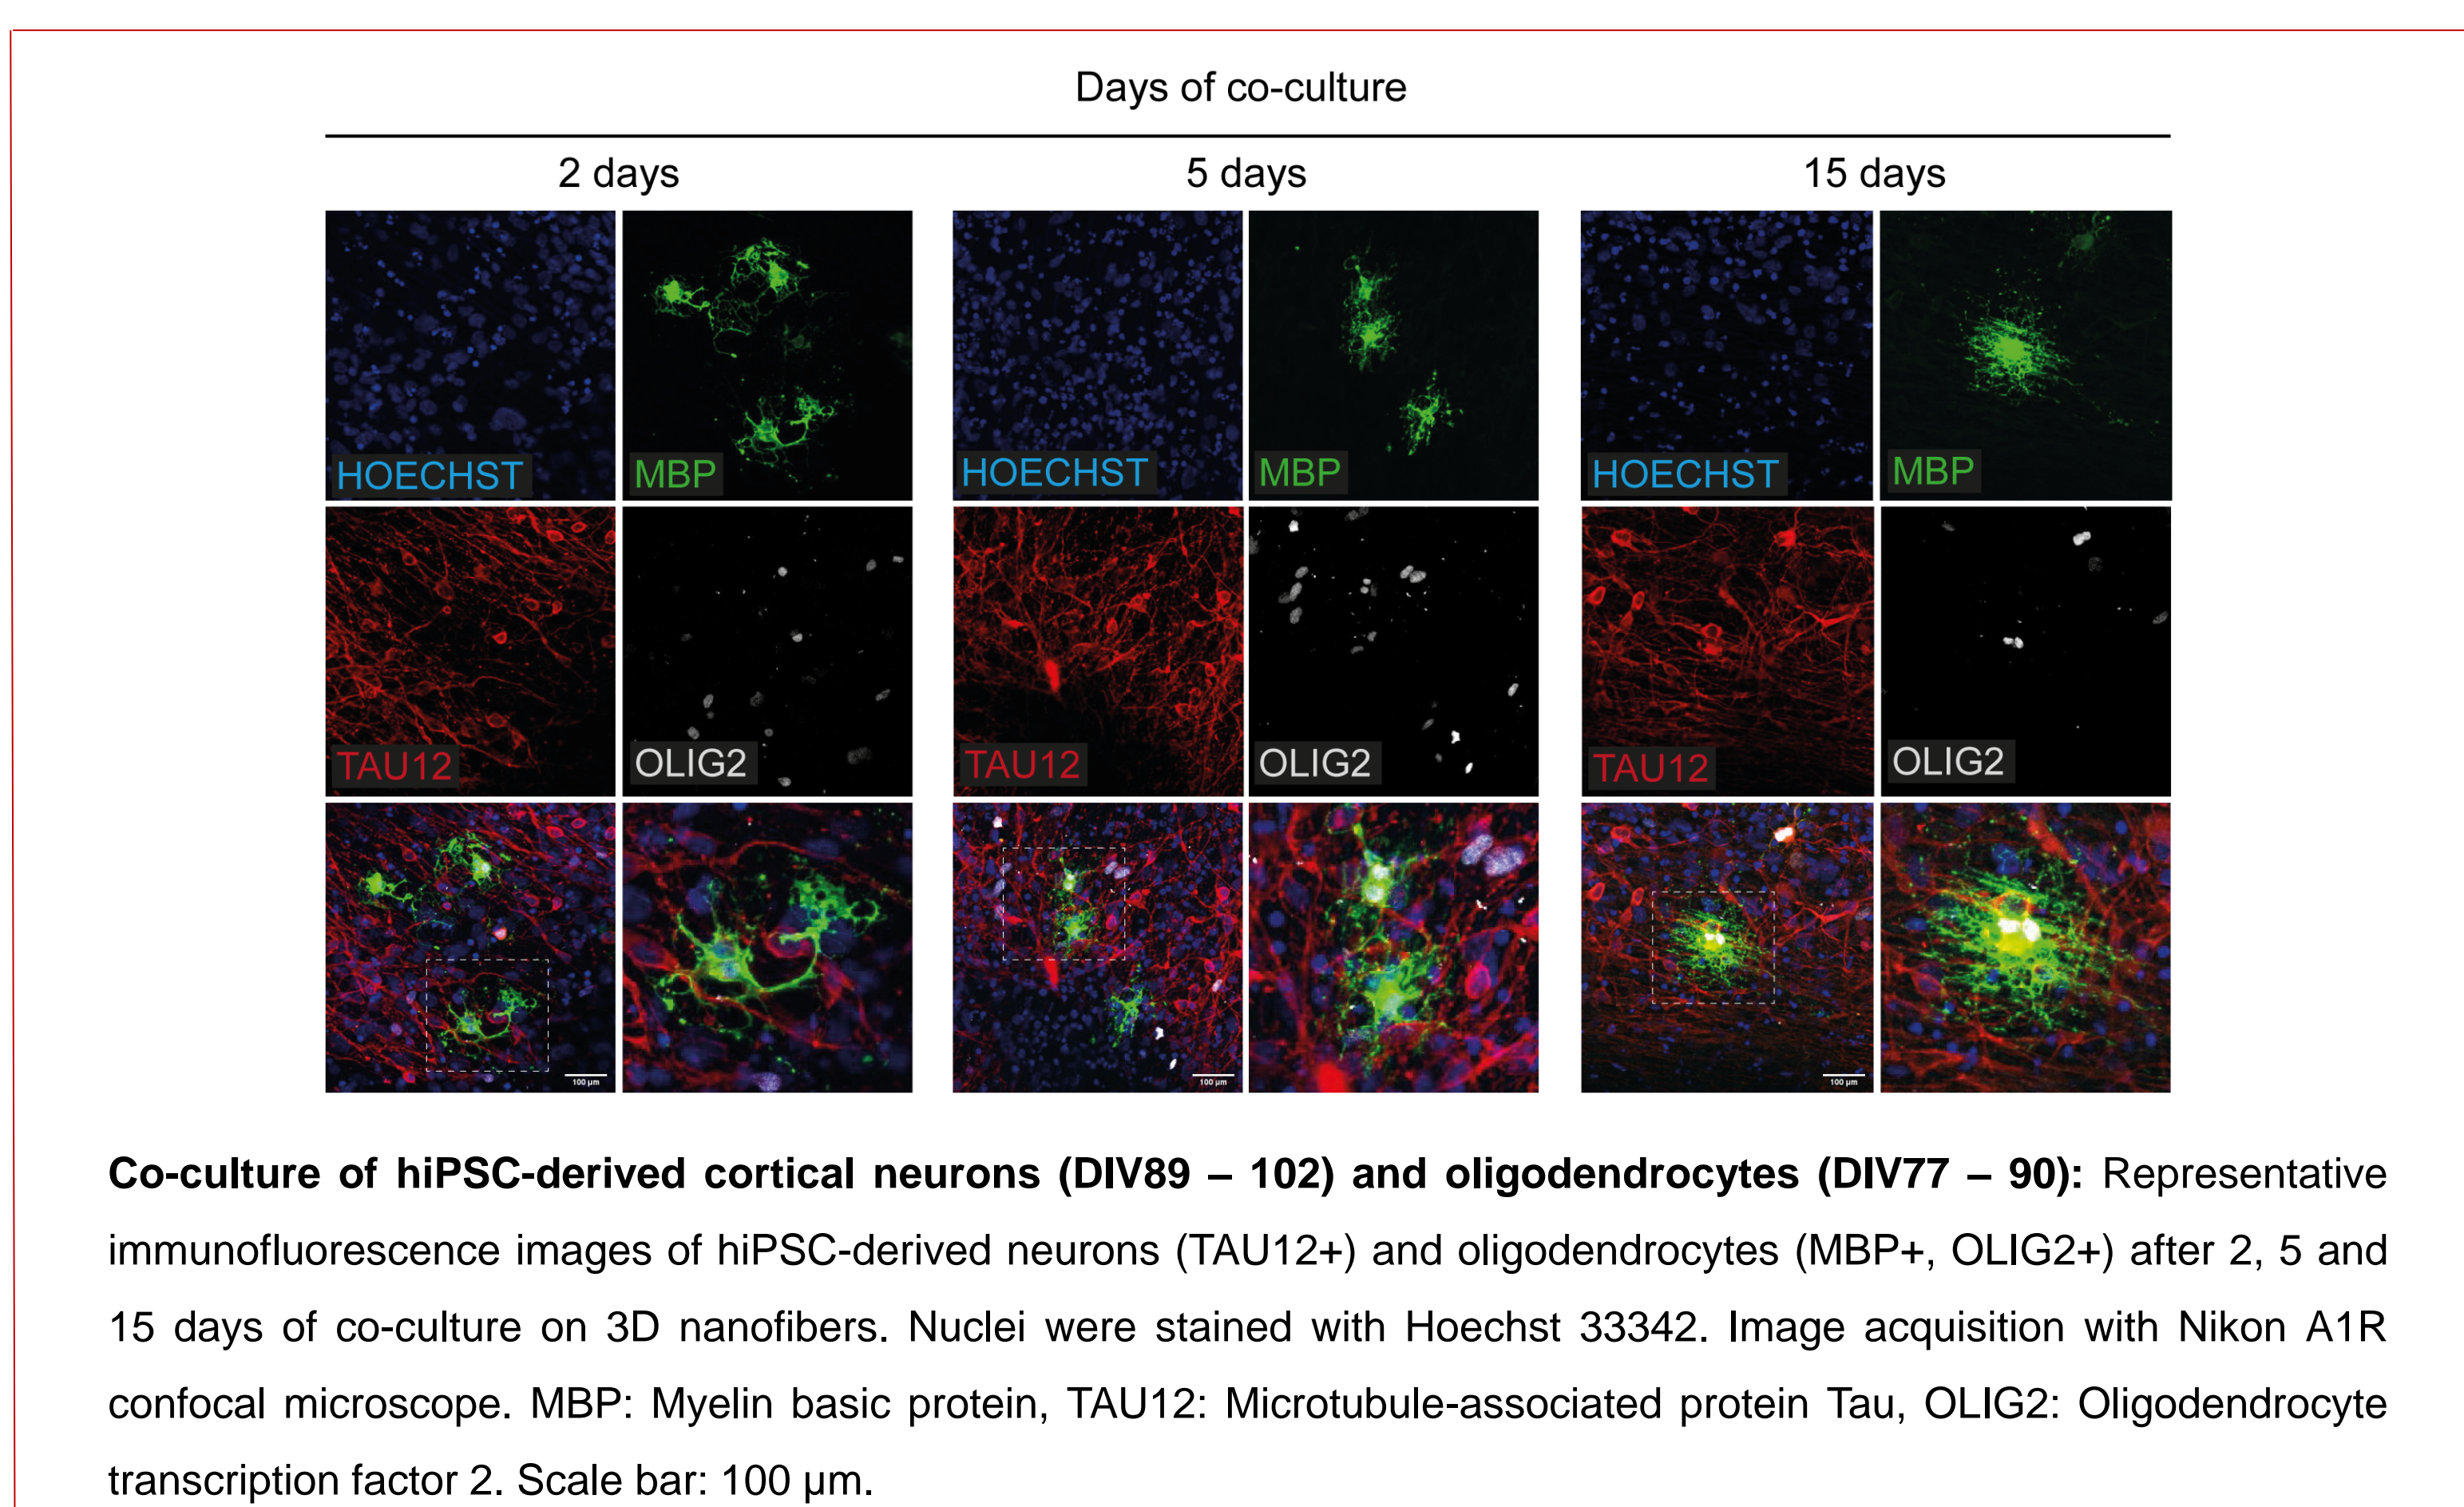 Days of co-culture
2 days
5 days
15 days
HOECHST
MBP
HOECHST
MBP
HOECHST
MBP
TAU12
OLIG2
TAU12
OLIG2
TAU12
OLIG2
100 µm
100 µm
100 µm
Co-culture of hiPSC-derived cortical neurons (DIV89 – 102) and oligodendrocytes (DIV77 – 90): Representative
immunofluorescence images of hiPSC-derived neurons (TAU12+) and oligodendrocytes (MBP+, OLIG2+) after 2, 5 and
15 days of co-culture on 3D nanofibers. Nuclei were stained with Hoechst 33342. Image acquisition with Nikon A1R
confocal microscope. MBP: Myelin basic protein, TAU12: Microtubule-associated protein Tau, OLIG2: Oligodendrocyte
transcription factor 2. Scale bar: 100 µm.